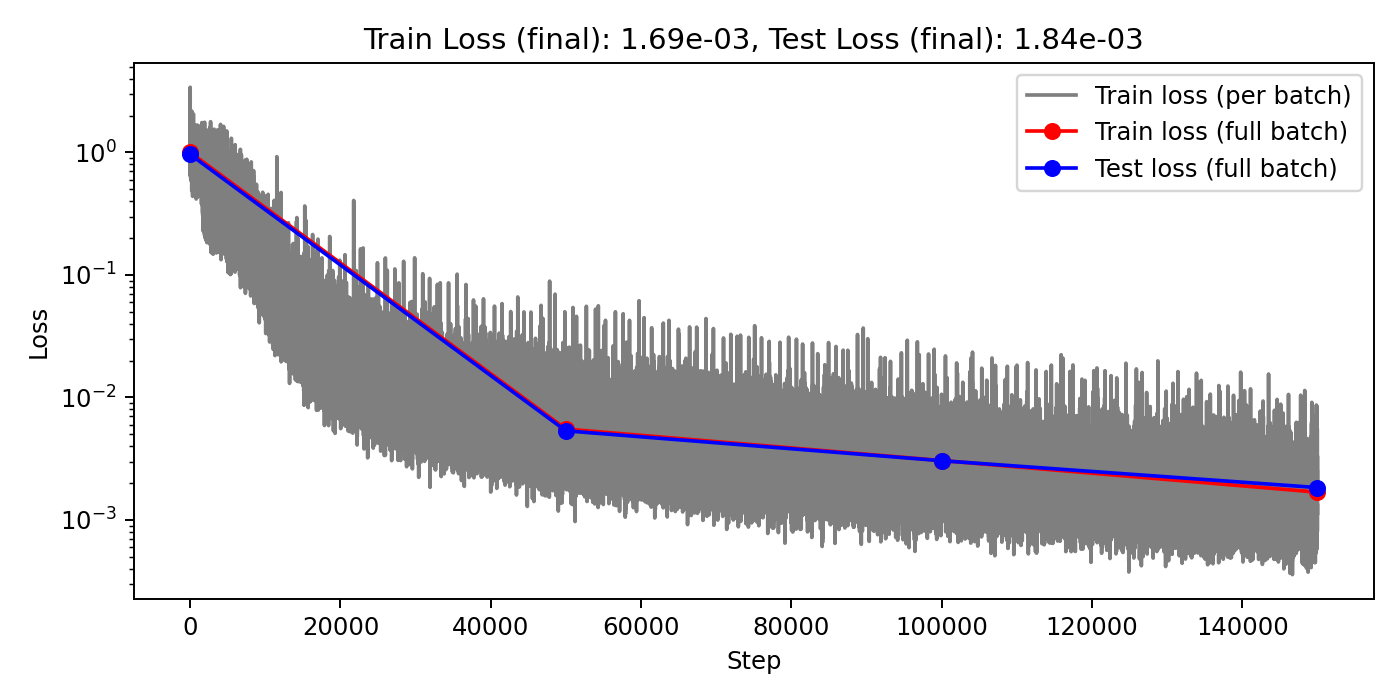 Train Loss (final): 1.69e-03, Test Loss (final): 1.84e-03
Train loss (per batch)
Train loss (full batch)
Test loss (full batch)
Loss
10⁰
10⁻¹
10⁻²
10⁻³
0 20000 40000 60000 80000 100000 120000 140000
Step